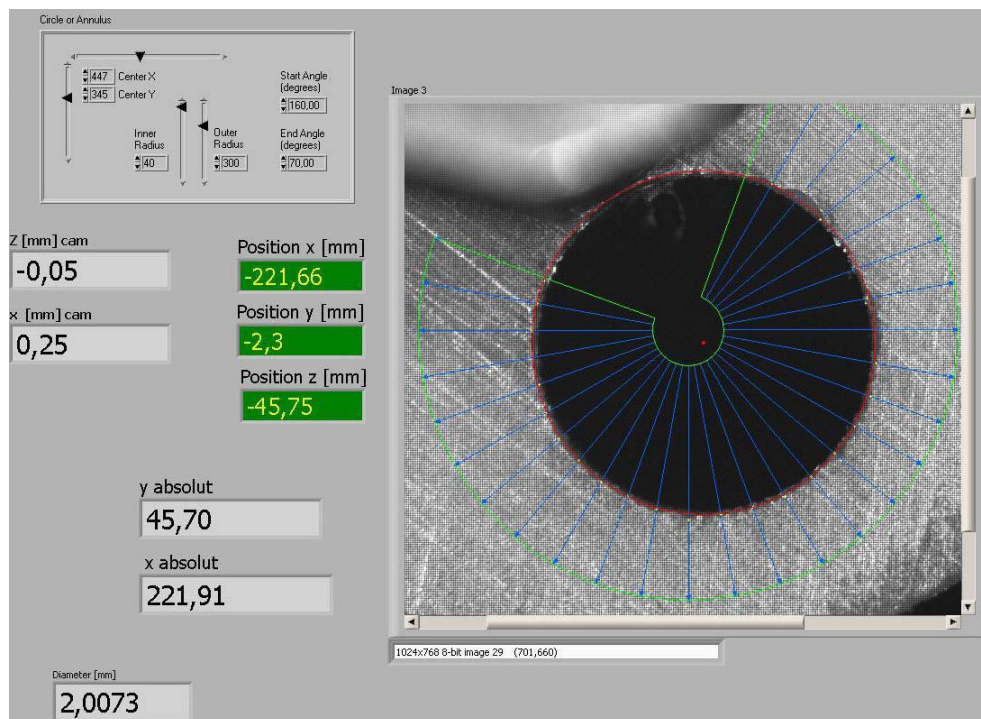 Circle or Annulus
447 Center X
345 Center Y
Start Angle
(degrees)
160,00
Inner
Radius
40
Outer
Radius
300
End Angle
(degrees)
70,00
Image 3
Z [mm] cam
-0,05
x [mm] cam
0,25
Position x [mm]
-221,66
Position y [mm]
-2,3
Position z [mm]
-45,75
y absolut
45,70
x absolut
221,91
1024x768 8-bit image 29 (701,660)
Diameter [mm]
2,0073